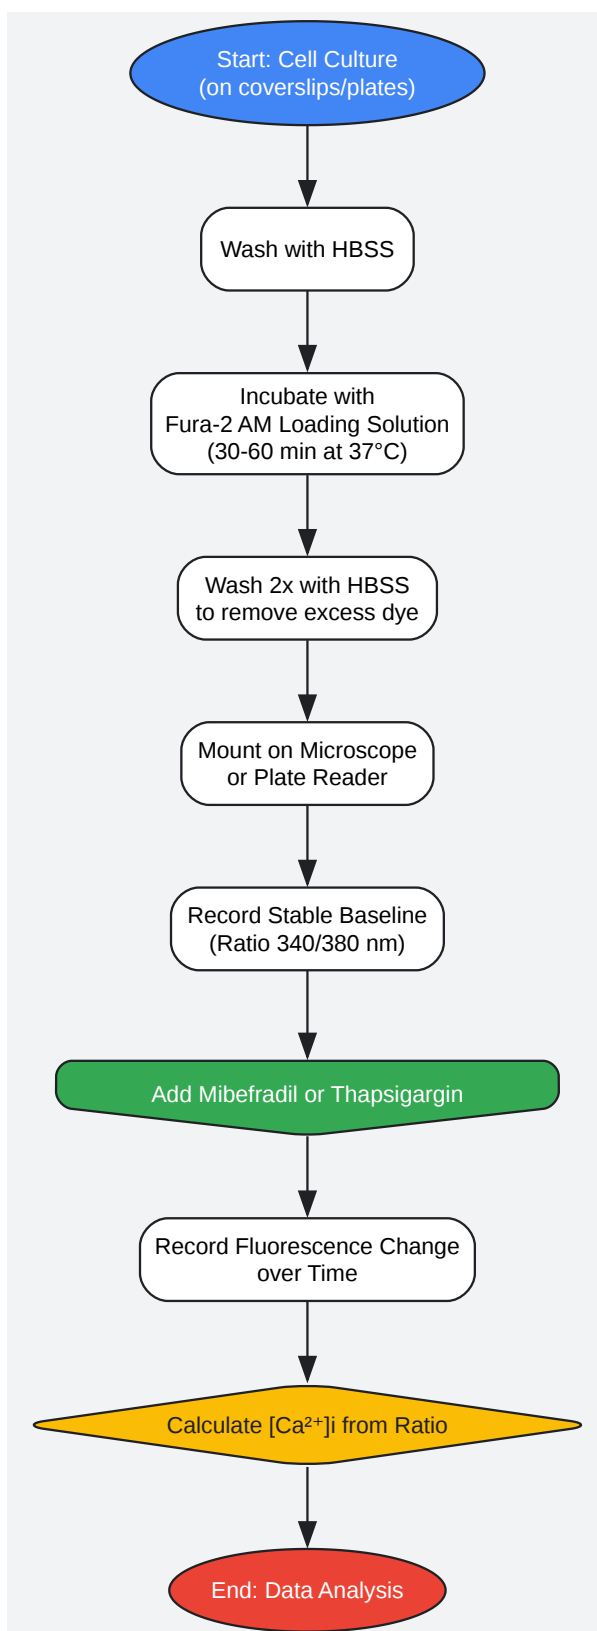 Start: Cell Culture
(on coverslips/plates)
Wash with HBSS
Incubate with
Fura-2 AM Loading Solution
(30-60 min at 37°C)
Wash 2x with HBSS
to remove excess dye
Mount on Microscope
or Plate Reader
Record Stable Baseline
(Ratio 340/380 nm)
Add Mibefradil or Thapsigargin
Record Fluorescence Change
over Time
Calculate [Ca²⁺]i from Ratio
End: Data Analysis